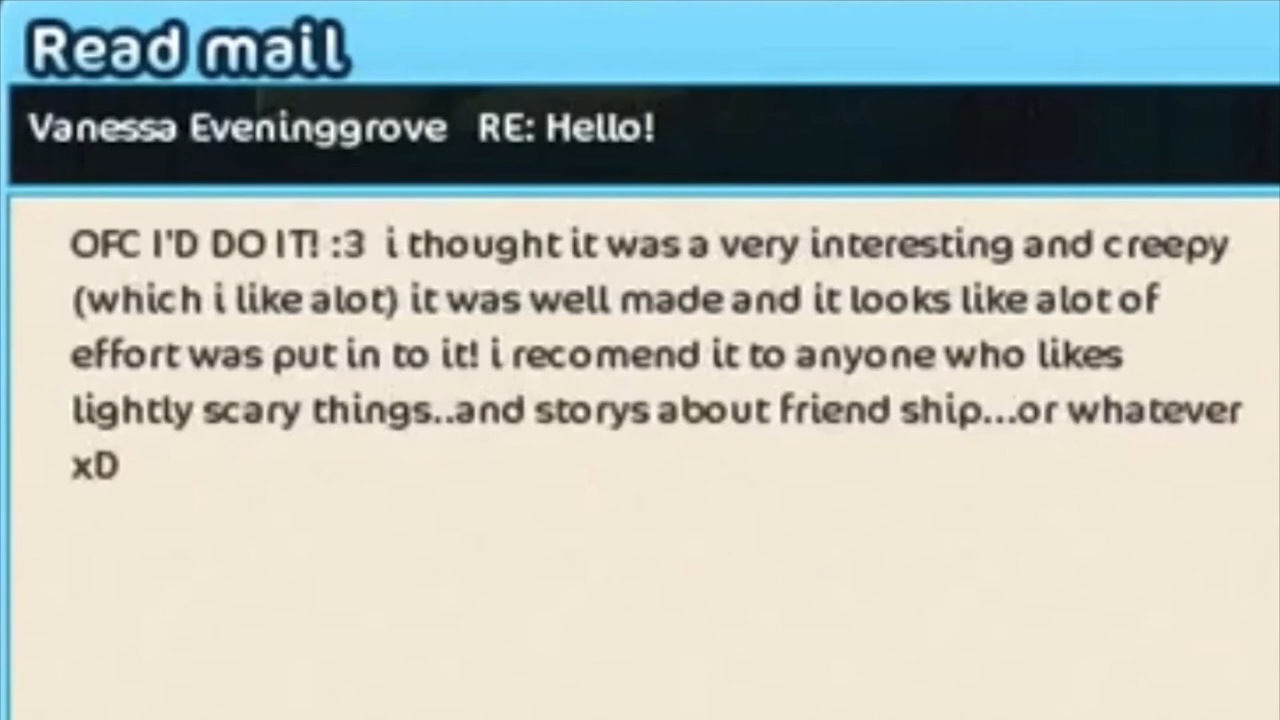 Read mail
Vanessa Eveninggrove RE: Hello!
OFC I'D DO IT! :3 i thought it was a very interesting and creepy
(which i like alot) it was well made and it looks like alot of
effort was put in to it! i recomend it to anyone who likes
lightly scary things..and storys about friend ship...or whatever
xD